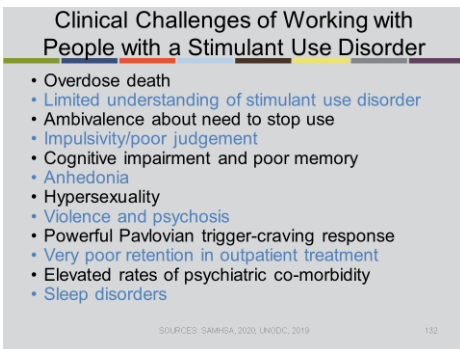 Clinical Challenges of Working with
People with a Stimulant Use Disorder
• Overdose death
• Limited understanding of stimulant use disorder
• Ambivalence about need to stop use
• Impulsivity/poor judgement
• Cognitive impairment and poor memory
• Anhedonia
• Hypersexuality
• Violence and psychosis
• Powerful Pavlovian trigger-craving response
• Very poor retention in outpatient treatment
• Elevated rates of psychiatric co-morbidity
• Sleep disorders
SOURCES: SAMHSA, 2020; UNODC, 2019
132